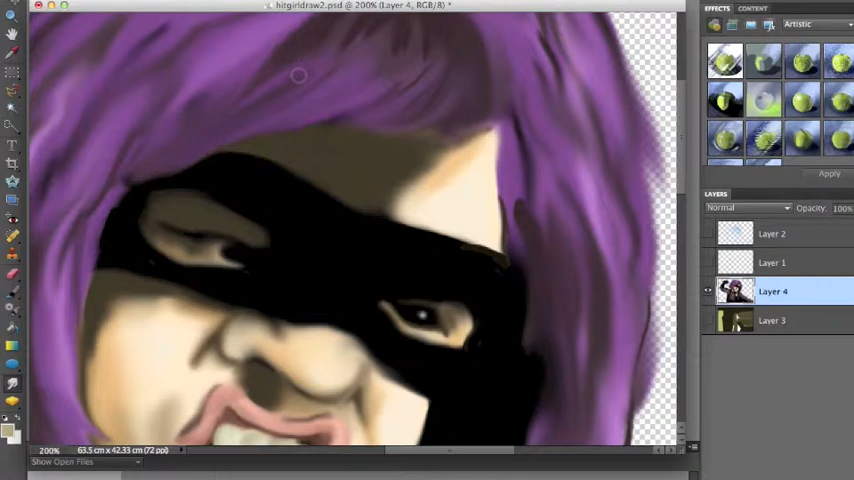 hitgirldraw2.psd @ 200% (Layer 4, RGB/8) *
EFFECTS CONTENT
Artistic
Apply
LAYERS
Normal Opacity: 100%
Layer 2
Layer 1
Layer 4
Layer 3
200% 63.5 cm x 42.33 cm (72 ppi)
Show Open Files